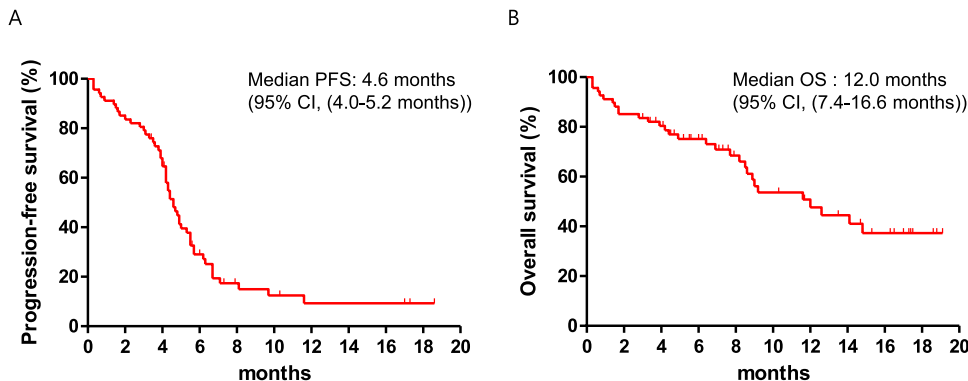 A
B
Median PFS: 4.6 months
(95% CI, (4.0-5.2 months))
Progression-free survival (%)
100
80
60
40
20
0
0 2 4 6 8 10 12 14 16 18 20
months
Median OS : 12.0 months
(95% CI, (7.4-16.6 months))
Overall survival (%)
100
80
60
40
20
0
0 2 4 6 8 10 12 14 16 18 20
months